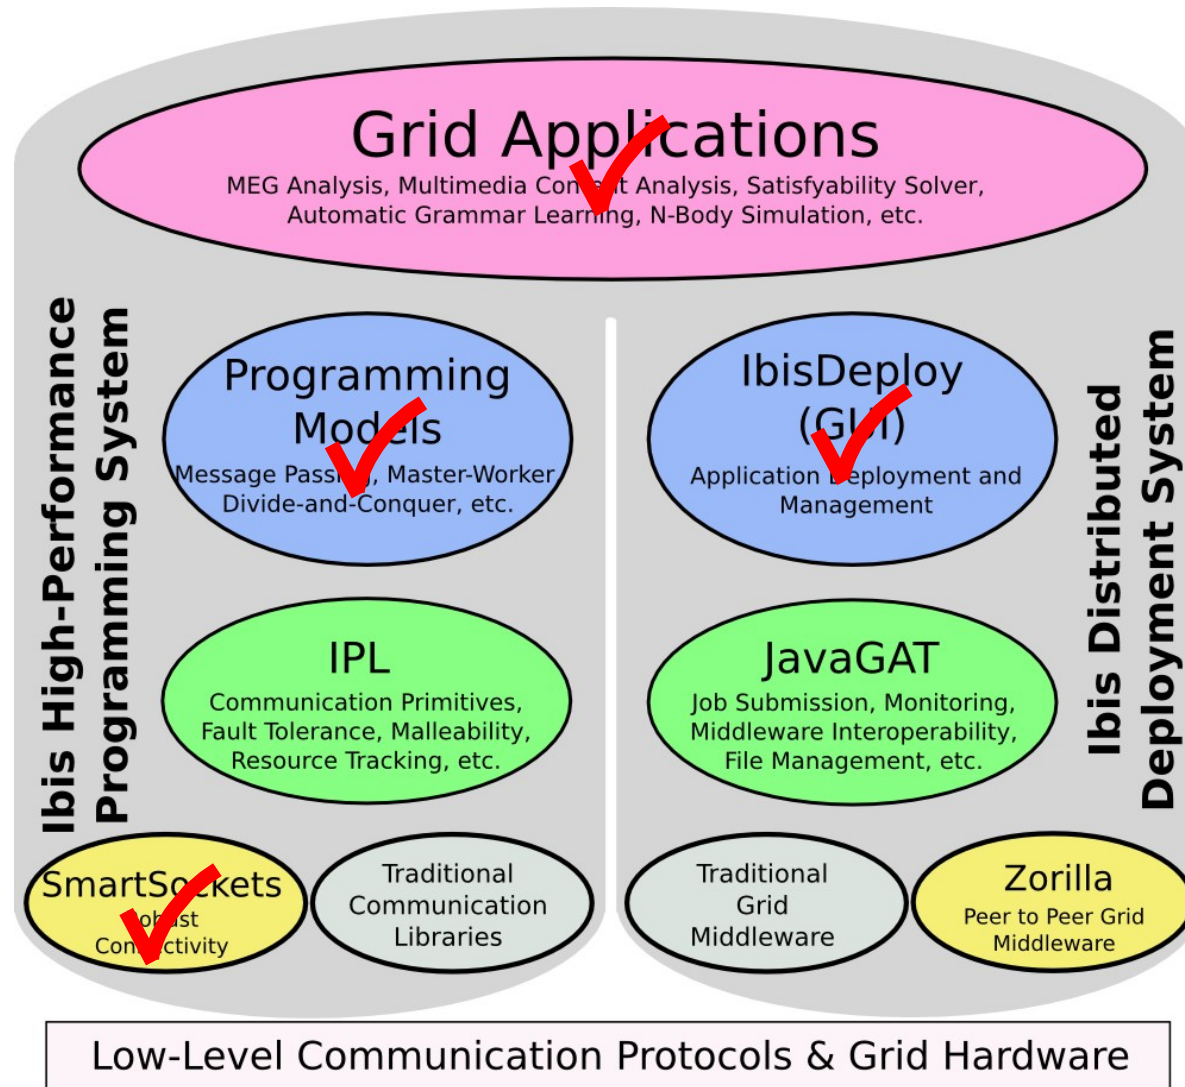 Grid Applications
MEG Analysis, Multimedia Content Analysis, Satisfyability Solver,
Automatic Grammar Learning, N-Body Simulation, etc.
Ibis High-Performance
Programming System
Programming
Models
Message Passing, Master-Worker
Divide-and-Conquer, etc.
IPL
Communication Primitives,
Fault Tolerance, Malleability,
Resource Tracking, etc.
SmartSockets
Robust
Connectivity
Traditional
Communication
Libraries
IbisDeploy
(GUI)
Application Deployment and
Management
JavaGAT
Job Submission, Monitoring,
Middleware Interoperability,
File Management, etc.
Traditional
Grid
Middleware
Zorilla
Peer to Peer Grid
Middleware
Ibis Distributed
Deployment System
Low-Level Communication Protocols & Grid Hardware